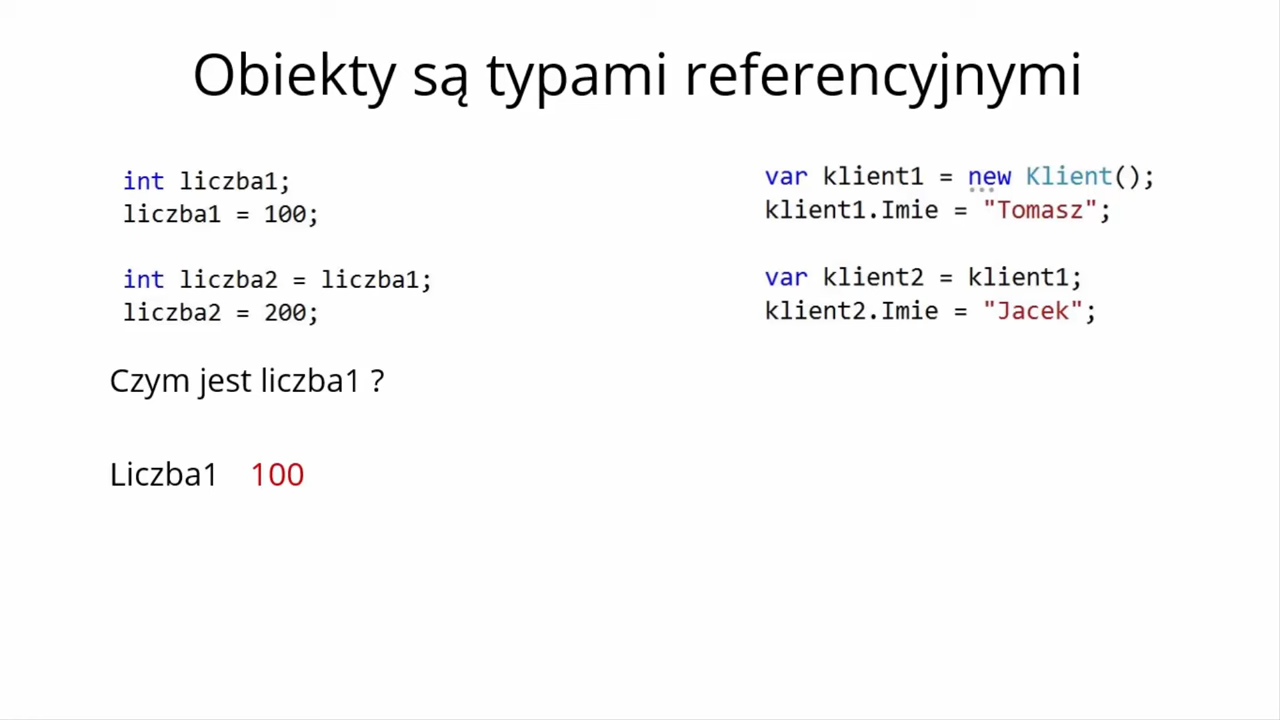 Obiekty są typami referencyjnymi
int liczba1;
liczba1 = 100;
int liczba2 = liczba1;
liczba2 = 200;
Czym jest liczba1 ?
Liczba1 100
var klient1 = new Klient();
klient1.Imie = "Tomasz";
var klient2 = klient1;
klient2.Imie = "Jacek";